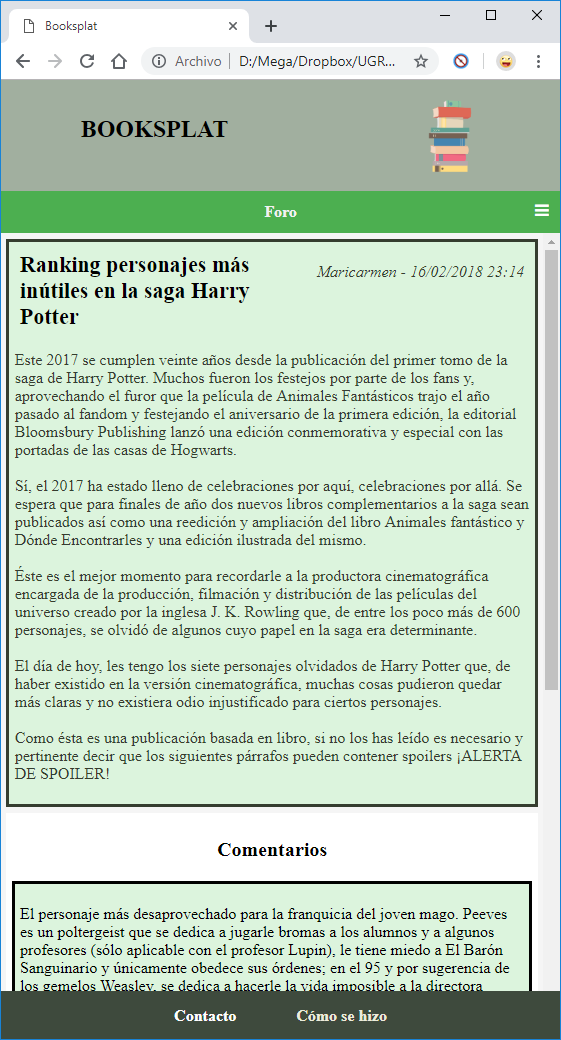 Booksplat
Archivo | D:/Mega/Dropbox/UGR...
BOOKSPLAT
Foro
Ranking personajes más
inútiles en la saga Harry
Potter
Maricarmen - 16/02/2018 23:14
Este 2017 se cumplen veinte años desde la publicación del primer tomo de la
saga de Harry Potter. Muchos fueron los festejos por parte de los fans y,
aprovechando el furor que la película de Animales Fantásticos trajo el año
pasado al fandom y festejando el aniversario de la primera edición, la editorial
Bloomsbury Publishing lanzó una edición conmemorativa y especial con las
portadas de las casas de Hogwarts.
Sí, el 2017 ha estado lleno de celebraciones por aquí, celebraciones por allá. Se
espera que para finales de año dos nuevos libros complementarios a la saga sean
publicados así como una reedición y ampliación del libro Animales fantástico y
Dónde Encontrarles y una edición ilustrada del mismo.
Éste es el mejor momento para recordarle a la productora cinematográfica
encargada de la producción, filmación y distribución de las películas del
universo creado por la inglesa J. K. Rowling que, de entre los poco más de 600
personajes, se olvidó de algunos cuyo papel en la saga era determinante.
El día de hoy, les tengo los siete personajes olvidados de Harry Potter que, de
haber existido en la versión cinematográfica, muchas cosas pudieron quedar
más claras y no existiera odio injustificado para ciertos personajes.
Como ésta es una publicación basada en libro, si no los has leído es necesario y
pertinente decir que los siguientes párrafos pueden contener spoilers ¡ALERTA
DE SPOILER!
Comentarios
El personaje más desaprovechado para la franquicia del joven mago. Peeves
es un poltergeist que se dedica a jugarle bromas a los alumnos y a algunos
profesores (sólo aplicable con el profesor Lupin), le tiene miedo a El Barón
Sanguinario y únicamente obedece sus órdenes; en el 95 y por sugerencia de
los gemelos Weasley, se dedica a hacerle la vida imposible a la directora
Contacto
Cómo se hizo